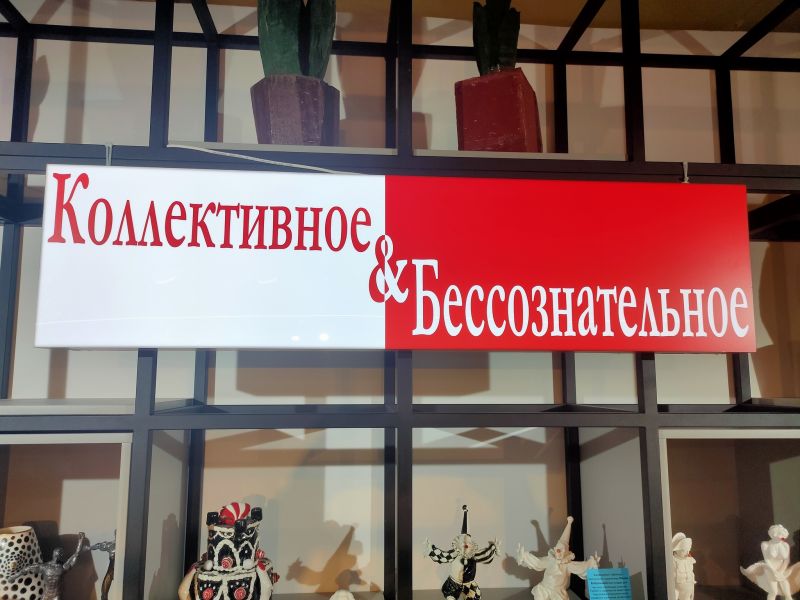 Коллективное
&
Бессознательное